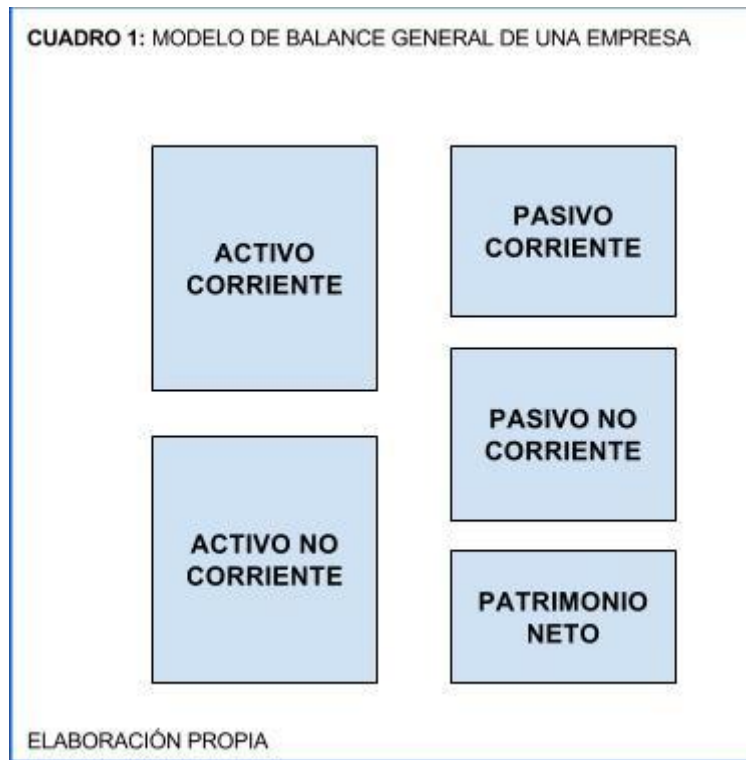 CUADRO 1: MODELO DE BALANCE GENERAL DE UNA EMPRESA
ACTIVO
CORRIENTE
ACTIVO NO
CORRIENTE
PASIVO
CORRIENTE
PASIVO NO
CORRIENTE
PATRIMONIO
NETO
ELABORACIÓN PROPIA